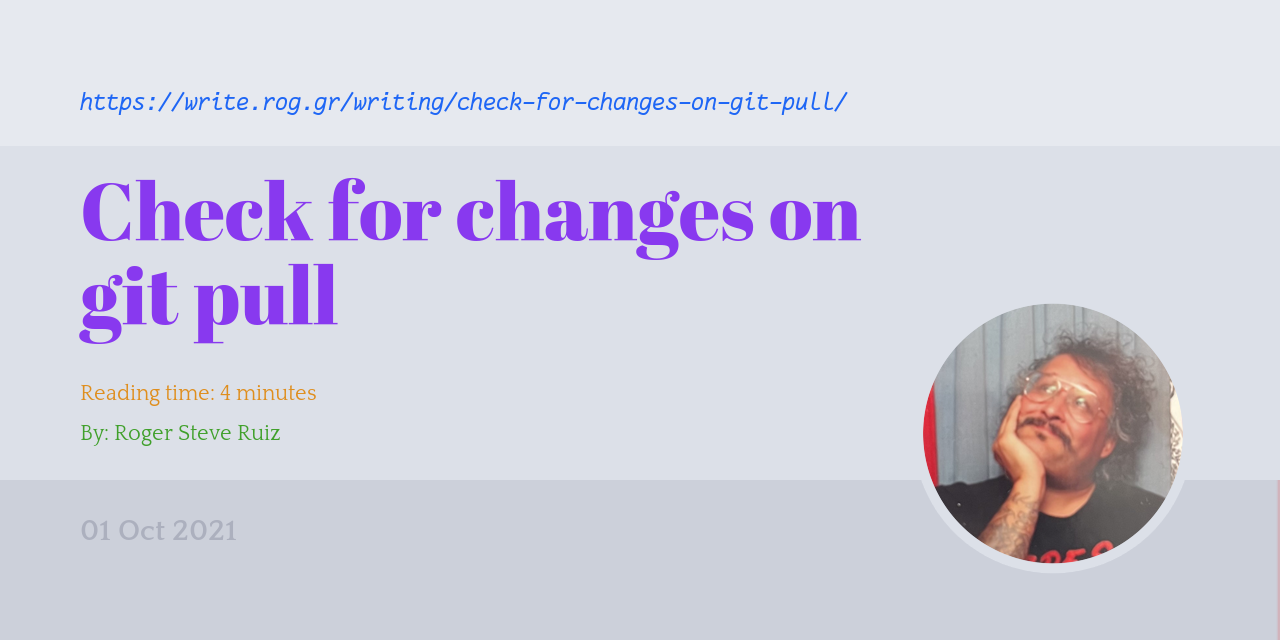 https://write.rog.gr/writing/check-for-changes-on-git-pull/
Check for changes on
git pull
Reading time: 4 minutes
By: Roger Steve Ruiz
01 Oct 2021